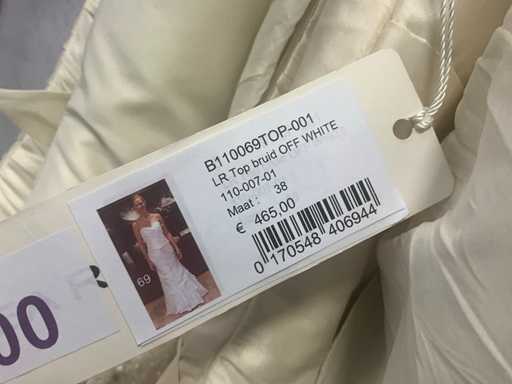 B110069TOP-001
LR Top bruid OFF WHITE
110-007-01
Maat : 38
€ 465,00
0 170548 406944
69
00